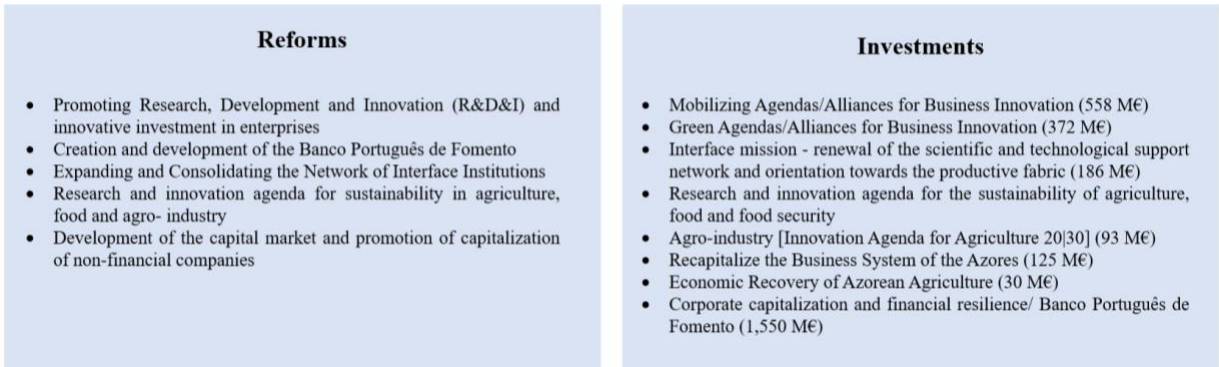 Reforms
• Promoting Research, Development and Innovation (R&D&I) and
innovative investment in enterprises
• Creation and development of the Banco Português de Fomento
• Expanding and Consolidating the Network of Interface Institutions
• Research and innovation agenda for sustainability in agriculture,
food and agro- industry
• Development of the capital market and promotion of capitalization
of non-financial companies
Investments
• Mobilizing Agendas/Alliances for Business Innovation (558 M€)
• Green Agendas/Alliances for Business Innovation (372 M€)
• Interface mission - renewal of the scientific and technological support
network and orientation towards the productive fabric (186 M€)
• Research and innovation agenda for the sustainability of agriculture,
food and food security
• Agro-industry [Innovation Agenda for Agriculture 20|30] (93 M€)
• Recapitalize the Business System of the Azores (125 M€)
• Economic Recovery of Azorean Agriculture (30 M€)
• Corporate capitalization and financial resilience/ Banco Português de
Fomento (1,550 M€)